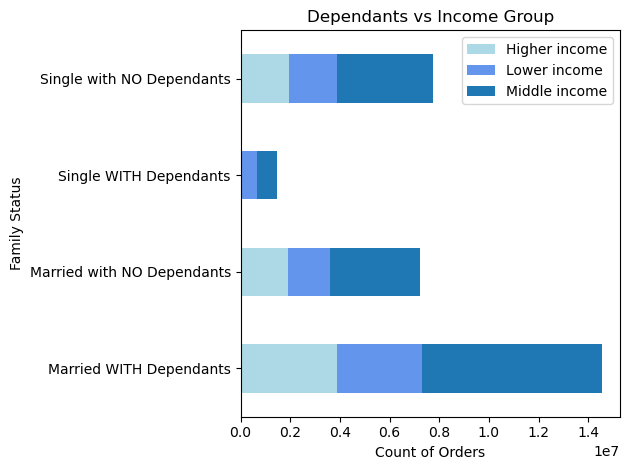 Dependants vs Income Group
Higher income
Lower income
Middle income
Single with NO Dependants
Single WITH Dependants
Married with NO Dependants
Married WITH Dependants
Family Status
0.0 0.2 0.4 0.6 0.8 1.0 1.2 1.4
1e7
Count of Orders